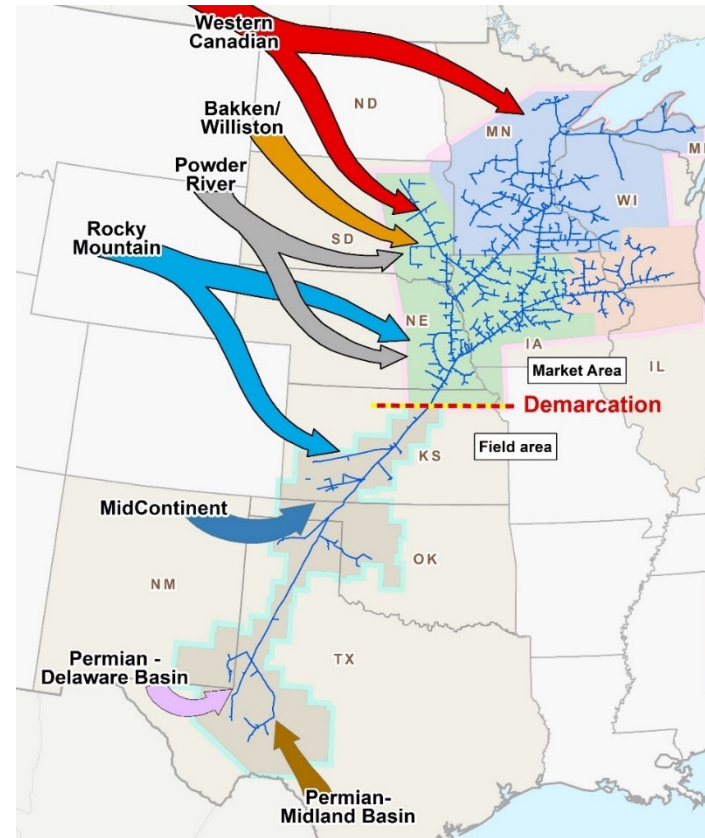 Western
Canadian
ND
MN
Bakken/
Williston
MI
Powder
River
WI
SD
Rocky
Mountain
NE
IA
Market Area
IL
Demarcation
Field area
KS
MidContinent
OK
NM
TX
Permian -
Delaware Basin
Permian-
Midland Basin